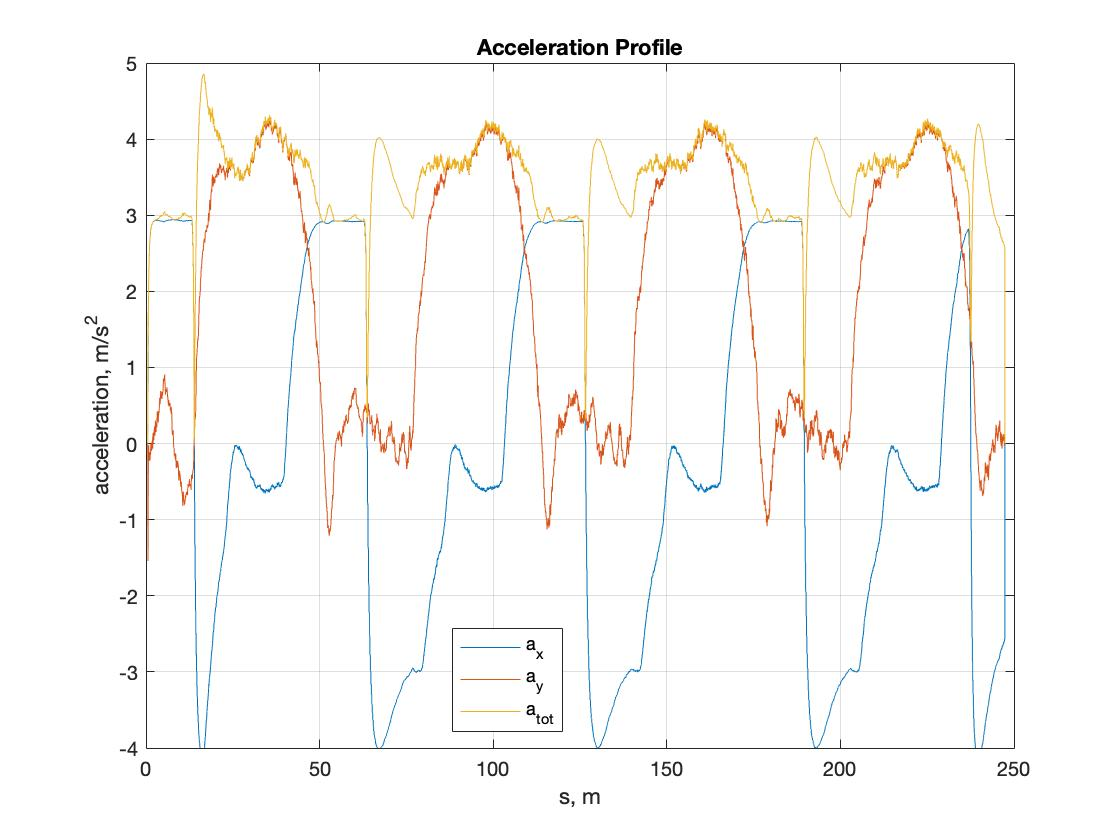 Acceleration Profile
5
4
3
2
1
0
-1
-2
-3
-4
acceleration, m/s²
0 50 100 150 200 250
s, m
aₓ
a_y
a_tot